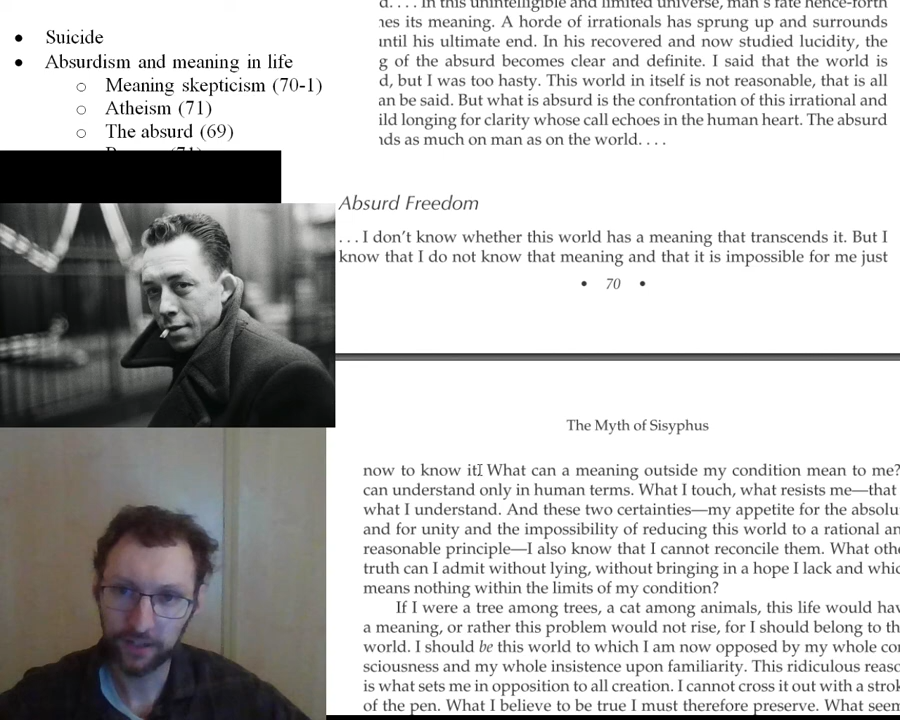 Suicide
Absurdism and meaning in life
Meaning skepticism (70-1)
Atheism (71)
The absurd (69)
d. . . . In this unintelligible and limited universe, man's fate hence-forth
nes its meaning. A horde of irrationals has sprung up and surrounds
until his ultimate end. In his recovered and now studied lucidity, the
g of the absurd becomes clear and definite. I said that the world is
d, but I was too hasty. This world in itself is not reasonable, that is all
an be said. But what is absurd is the confrontation of this irrational and
ild longing for clarity whose call echoes in the human heart. The absurd
nds as much on man as on the world. . . .
Absurd Freedom
. . . I don't know whether this world has a meaning that transcends it. But I
know that I do not know that meaning and that it is impossible for me just
• 70 •
The Myth of Sisyphus
now to know it. What can a meaning outside my condition mean to me?
can understand only in human terms. What I touch, what resists me—that
what I understand. And these two certainties—my appetite for the absolu
and for unity and the impossibility of reducing this world to a rational an
reasonable principle—I also know that I cannot reconcile them. What othe
truth can I admit without lying, without bringing in a hope I lack and whic
means nothing within the limits of my condition?
If I were a tree among trees, a cat among animals, this life would hav
a meaning, or rather this problem would not rise, for I should belong to th
world. I should be this world to which I am now opposed by my whole con
sciousness and my whole insistence upon familiarity. This ridiculous reaso
is what sets me in opposition to all creation. I cannot cross it out with a strok
of the pen. What I believe to be true I must therefore preserve. What seem